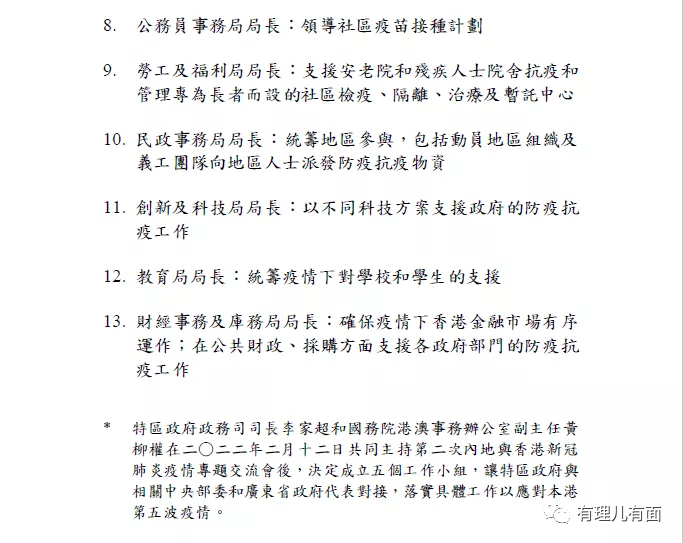 8. 公務員事務局局長：領導社區疫苗接種計劃
9. 勞工及福利局局長：支援安老院和殘疾人士院舍抗疫和
管理專為長者而設的社區檢疫、隔離、治療及暫託中心
10. 民政事務局局長：統籌地區參與，包括動員地區組織及
義工團隊向地區人士派發防疫抗疫物資
11. 創新及科技局局長：以不同科技方案支援政府的防疫抗
疫工作
12. 教育局局長：統籌疫情下對學校和學生的支援
13. 財經事務及庫務局局長：確保疫情下香港金融市場有序
運作；在公共財政、採購方面支援各政府部門的防疫抗
疫工作
* 特區政府政務司司長李家超和國務院港澳事務辦公室副主任黃
柳權在二〇二二年二月十二日共同主持第二次內地與香港新冠
肺炎疫情專題交流會後，決定成立五個工作小組，讓特區政府與
相關中央部委和廣東省政府代表對接，落實具體工作以應對本港
第五波疫情。
有理儿有面